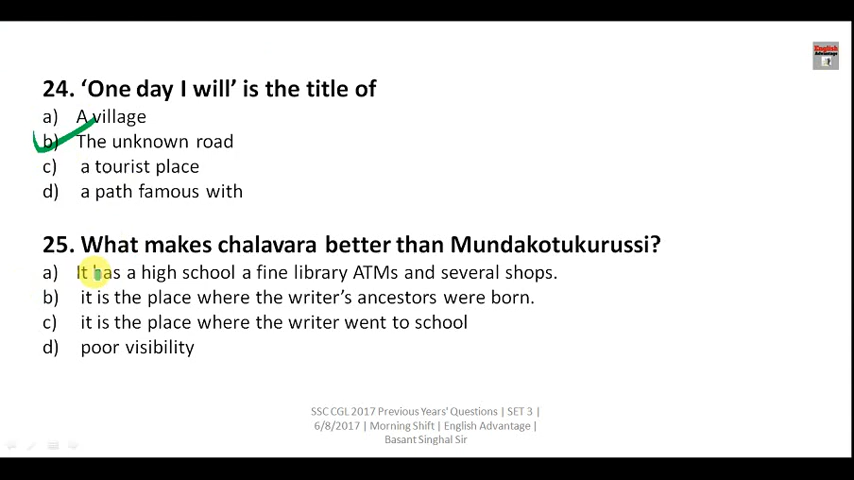 English
Advantage
24. ‘One day I will’ is the title of
a) A village
b) The unknown road
c) a tourist place
d) a path famous with
25. What makes chalavara better than Mundakotukurussi?
a) It has a high school a fine library ATMs and several shops.
b) it is the place where the writer’s ancestors were born.
c) it is the place where the writer went to school
d) poor visibility
SSC CGL 2017 Previous Years' Questions | SET 3 |
6/8/2017 | Morning Shift | English Advantage |
Basant Singhal Sir